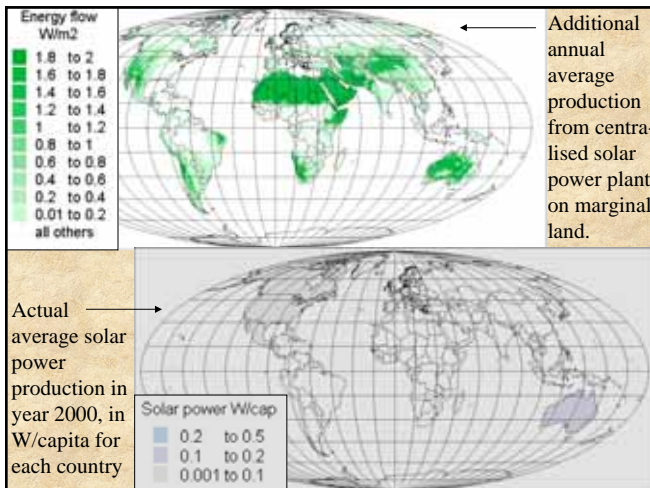 Energy flow
W/m2
1.8 to 2
1.6 to 1.8
1.4 to 1.6
1.2 to 1.4
1 to 1.2
0.8 to 1
0.6 to 0.8
0.4 to 0.6
0.2 to 0.4
0.01 to 0.2
all others
Additional
annual
average
production
from centra-
lised solar
power plant
on marginal
land.
Actual
average solar
power
production in
year 2000, in
W/capita for
each country
Solar power W/cap
0.2 to 0.5
0.1 to 0.2
0.001 to 0.1